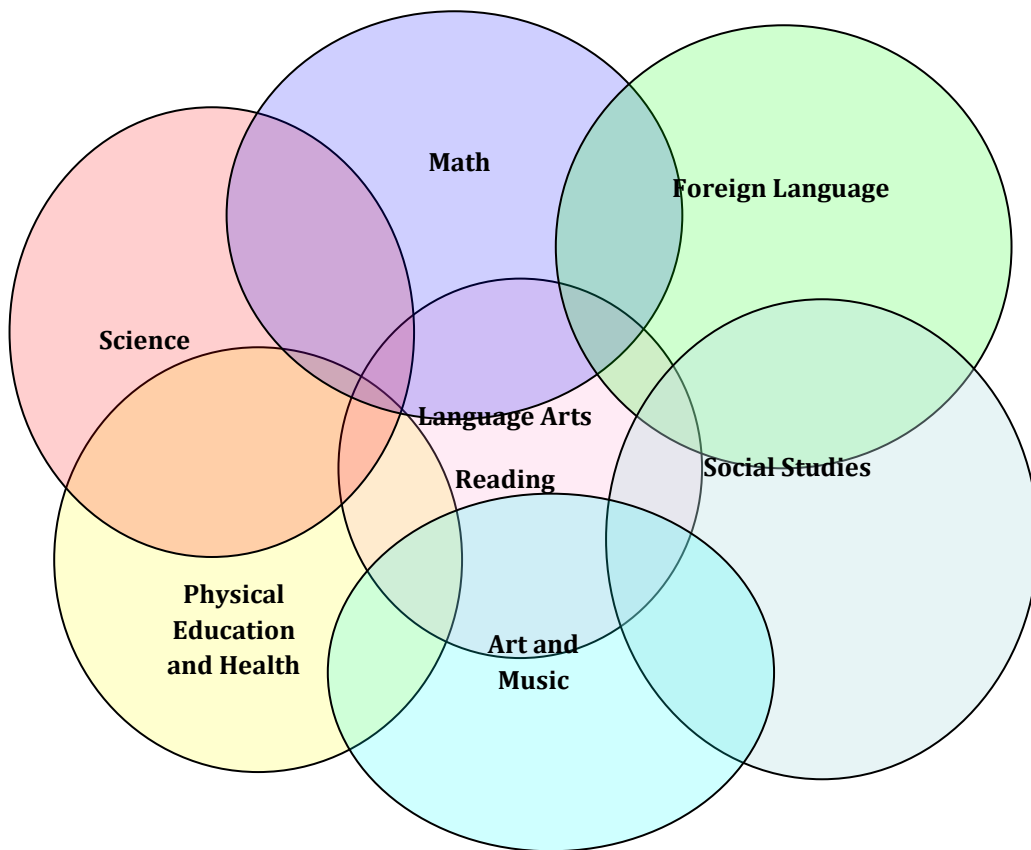 Math
Foreign Language
Science
Language Arts
Reading
Social Studies
Physical
Education
and Health
Art and
Music